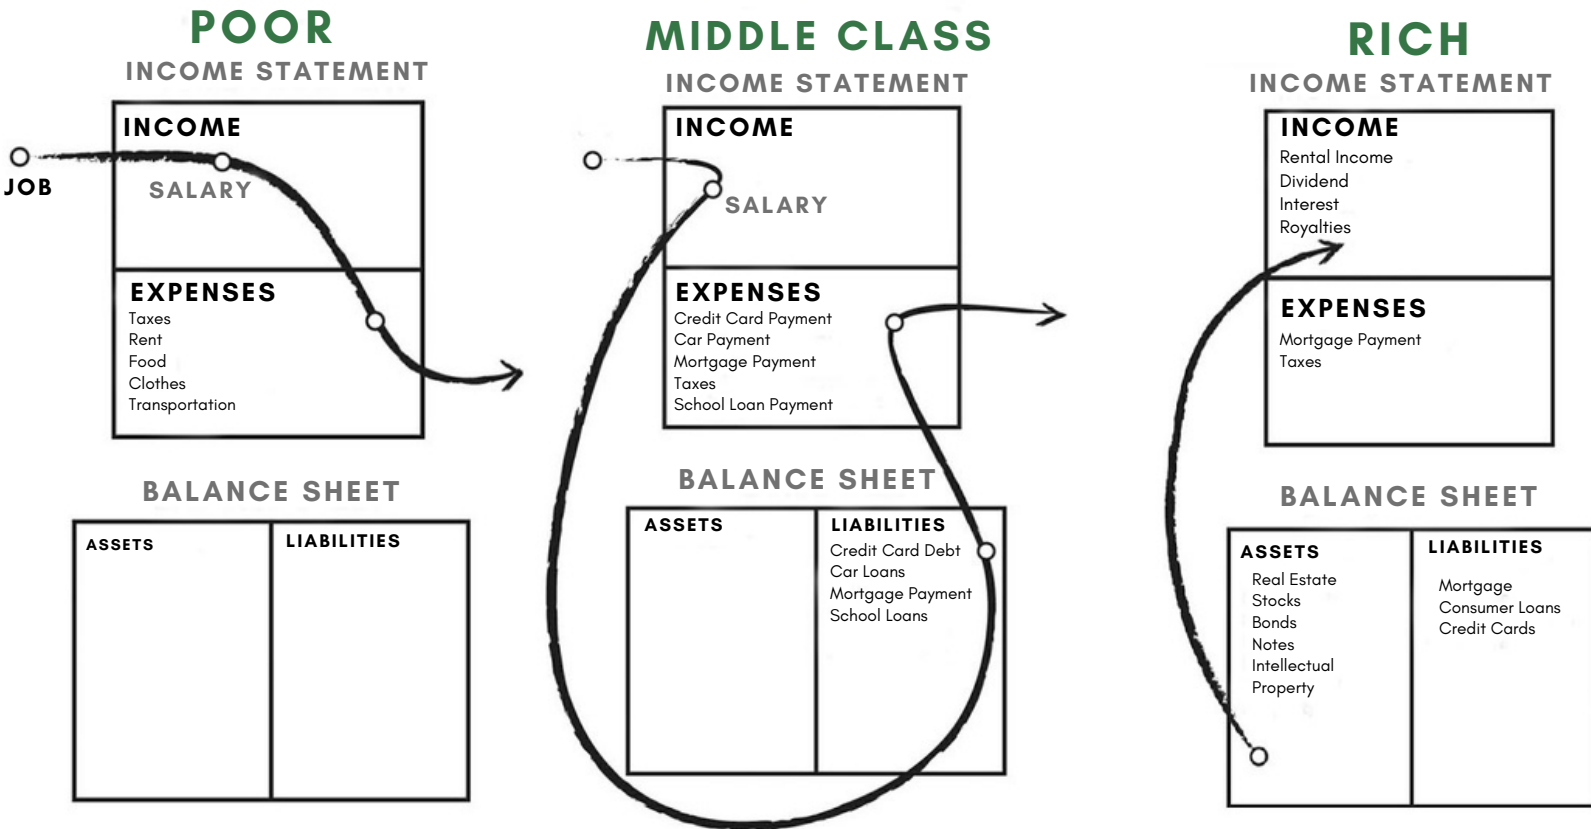 POOR
INCOME STATEMENT
INCOME
JOB
SALARY
EXPENSES
Taxes
Rent
Food
Clothes
Transportation
BALANCE SHEET
ASSETS
LIABILITIES
MIDDLE CLASS
INCOME STATEMENT
INCOME
SALARY
EXPENSES
Credit Card Payment
Car Payment
Mortgage Payment
Taxes
School Loan Payment
BALANCE SHEET
ASSETS
LIABILITIES
Credit Card Debt
Car Loans
Mortgage Payment
School Loans
RICH
INCOME STATEMENT
INCOME
Rental Income
Dividend
Interest
Royalties
EXPENSES
Mortgage Payment
Taxes
BALANCE SHEET
ASSETS
Real Estate
Stocks
Bonds
Notes
Intellectual
Property
LIABILITIES
Mortgage
Consumer Loans
Credit Cards